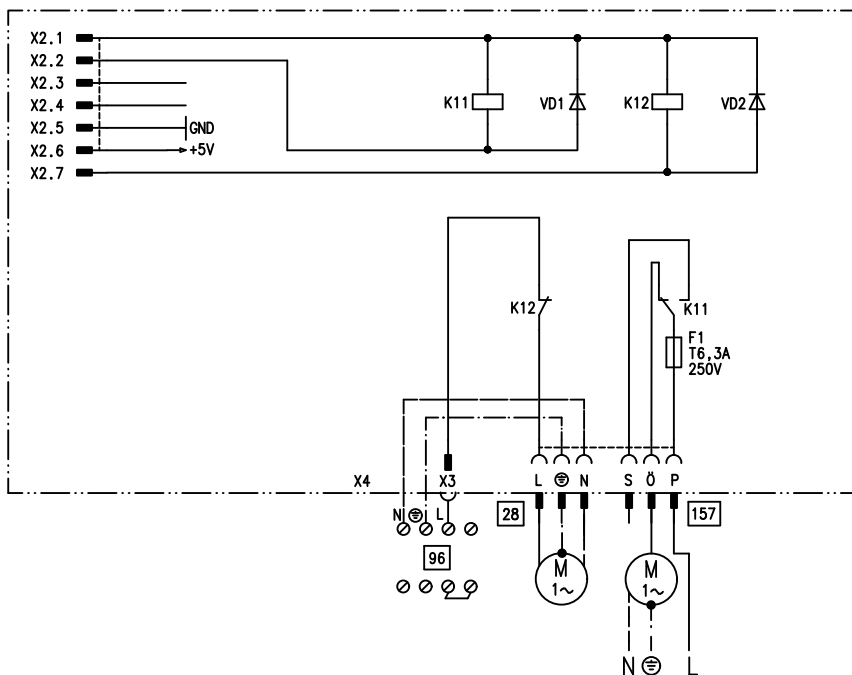 X2.1
X2.2
X2.3
X2.4
X2.5 GND
X2.6 +5V
X2.7
K11 VD1 K12 VD2
K12 K11
F1
T6,3A
250V
X4 X3 L N S Ö P
N L 28 157
96
M
1~
M
1~
N L